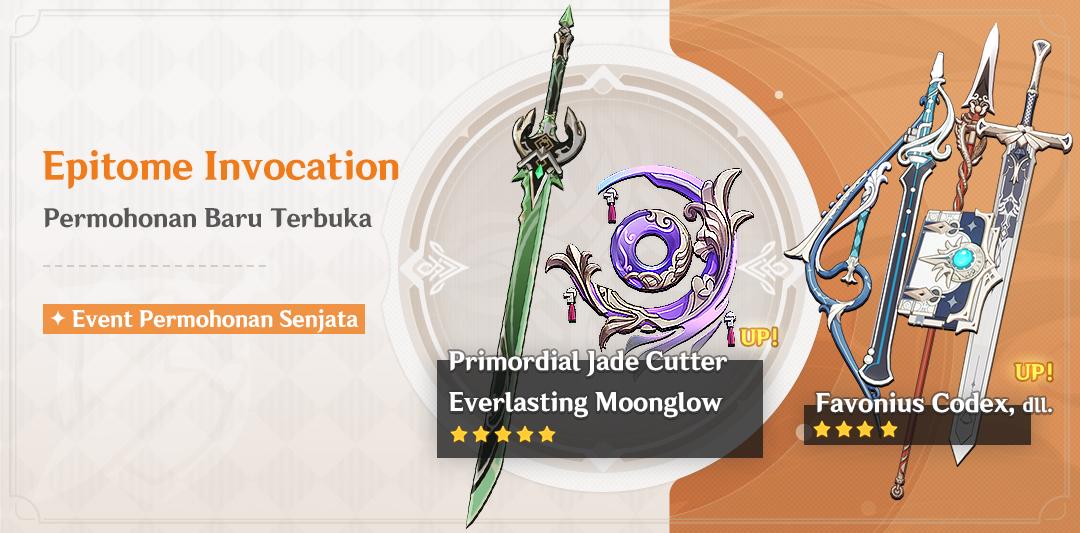 Epitome Invocation
Permohonan Baru Terbuka
Event Permohonan Senjata
UP!
Primordial Jade Cutter
Everlasting Moonglow
UP!
Favonius Codex, dll.